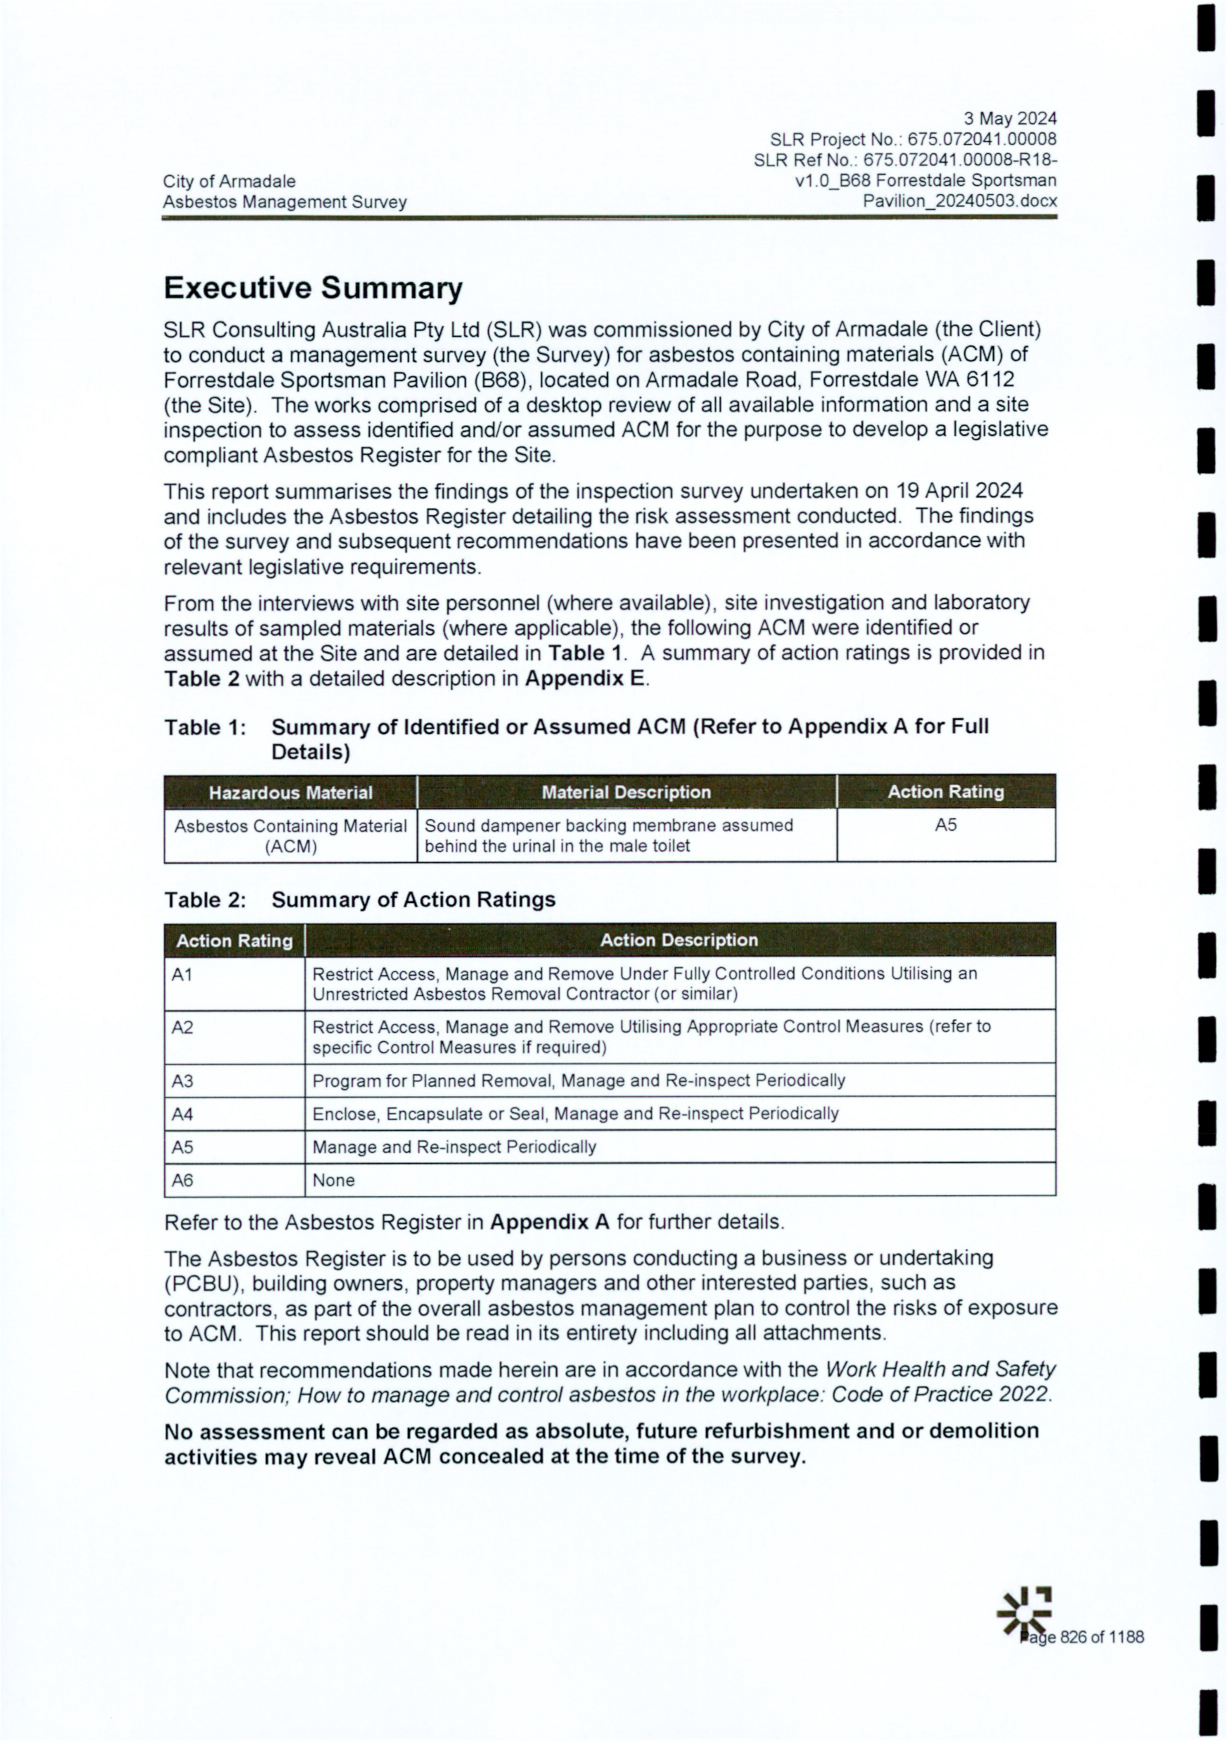 3 May 2024
SLR Project No.: 675.072041.00008
SLR Ref No.: 675.072041.00008-R18-
v1.0_B68 Forrestdale Sportsman
Pavilion_20240503.docx
City of Armadale
Asbestos Management Survey
Executive Summary
SLR Consulting Australia Pty Ltd (SLR) was commissioned by City of Armadale (the Client)
to conduct a management survey (the Survey) for asbestos containing materials (ACM) of
Forrestdale Sportsman Pavilion (B68), located on Armadale Road, Forrestdale WA 6112
(the Site). The works comprised of a desktop review of all available information and a site
inspection to assess identified and/or assumed ACM for the purpose to develop a legislative
compliant Asbestos Register for the Site.
This report summarises the findings of the inspection survey undertaken on 19 April 2024
and includes the Asbestos Register detailing the risk assessment conducted. The findings
of the survey and subsequent recommendations have been presented in accordance with
relevant legislative requirements.
From the interviews with site personnel (where available), site investigation and laboratory
results of sampled materials (where applicable), the following ACM were identified or
assumed at the Site and are detailed in Table 1. A summary of action ratings is provided in
Table 2 with a detailed description in Appendix E.
Table 1: Summary of Identified or Assumed ACM (Refer to Appendix A for Full
Details)
Hazardous Material Material Description Action Rating
Asbestos Containing Material Sound dampener backing membrane assumed A5
(ACM) behind the urinal in the male toilet
Table 2: Summary of Action Ratings
Action Rating Action Description
A1 Restrict Access, Manage and Remove Under Fully Controlled Conditions Utilising an
Unrestricted Asbestos Removal Contractor (or similar)
A2 Restrict Access, Manage and Remove Utilising Appropriate Control Measures (refer to
specific Control Measures if required)
A3 Program for Planned Removal, Manage and Re-inspect Periodically
A4 Enclose, Encapsulate or Seal, Manage and Re-inspect Periodically
A5 Manage and Re-inspect Periodically
A6 None
Refer to the Asbestos Register in Appendix A for further details.
The Asbestos Register is to be used by persons conducting a business or undertaking
(PCBU), building owners, property managers and other interested parties, such as
contractors, as part of the overall asbestos management plan to control the risks of exposure
to ACM. This report should be read in its entirety including all attachments.
Note that recommendations made herein are in accordance with the Work Health and Safety
Commission; How to manage and control asbestos in the workplace: Code of Practice 2022.
No assessment can be regarded as absolute, future refurbishment and or demolition
activities may reveal ACM concealed at the time of the survey.
Page 826 of 1188